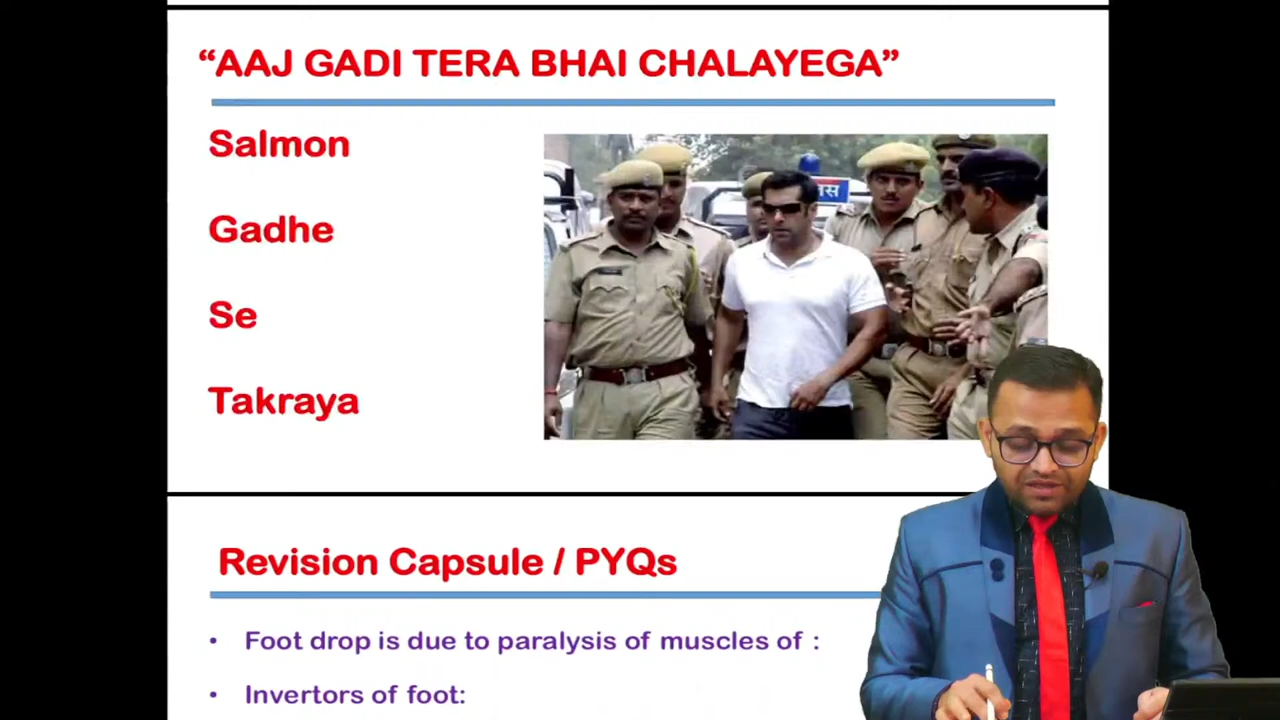 “AAJ GADI TERA BHAI CHALAYEGA”
Salmon
Gadhe
Se
Takraya
Revision Capsule / PYQs
• Foot drop is due to paralysis of muscles of :
• Invertors of foot: